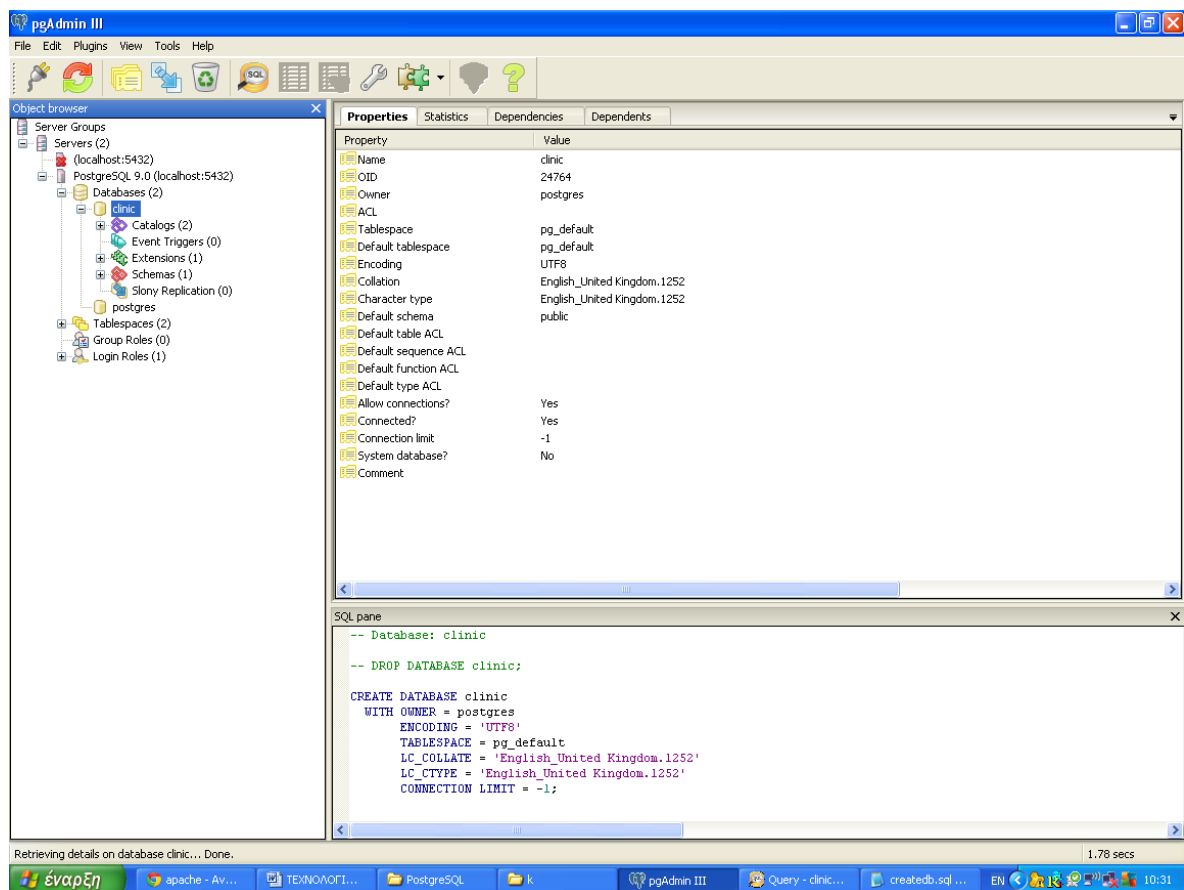 pgAdmin III
File Edit Plugins View Tools Help
SQL
Object browser
Server Groups
Servers (2)
(localhost:5432)
PostgreSQL 9.0 (localhost:5432)
Databases (2)
clinic
Catalogs (2)
Event Triggers (0)
Extensions (1)
Schemas (1)
Slony Replication (0)
postgres
Tablespaces (2)
Group Roles (0)
Login Roles (1)
Properties Statistics Dependencies Dependents
Property Value
Name clinic
OID 24764
Owner postgres
ACL
Tablespace pg_default
Default tablespace pg_default
Encoding UTF8
Collation English_United Kingdom.1252
Character type English_United Kingdom.1252
Default schema public
Default table ACL
Default sequence ACL
Default function ACL
Default type ACL
Allow connections? Yes
Connected? Yes
Connection limit -1
System database? No
Comment
SQL pane
-- Database: clinic
-- DROP DATABASE clinic;
CREATE DATABASE clinic
WITH OWNER = postgres
ENCODING = 'UTF8'
TABLESPACE = pg_default
LC_COLLATE = 'English_United Kingdom.1252'
LC_CTYPE = 'English_United Kingdom.1252'
CONNECTION LIMIT = -1;
Retrieving details on database clinic... Done. 1.78 secs
έναρξη apache - Αν... ΤΕΧΝΟΛΟΓΙ... PostgreSQL k pgAdmin III Query - clinic... createdb.sql ... EN 10:31